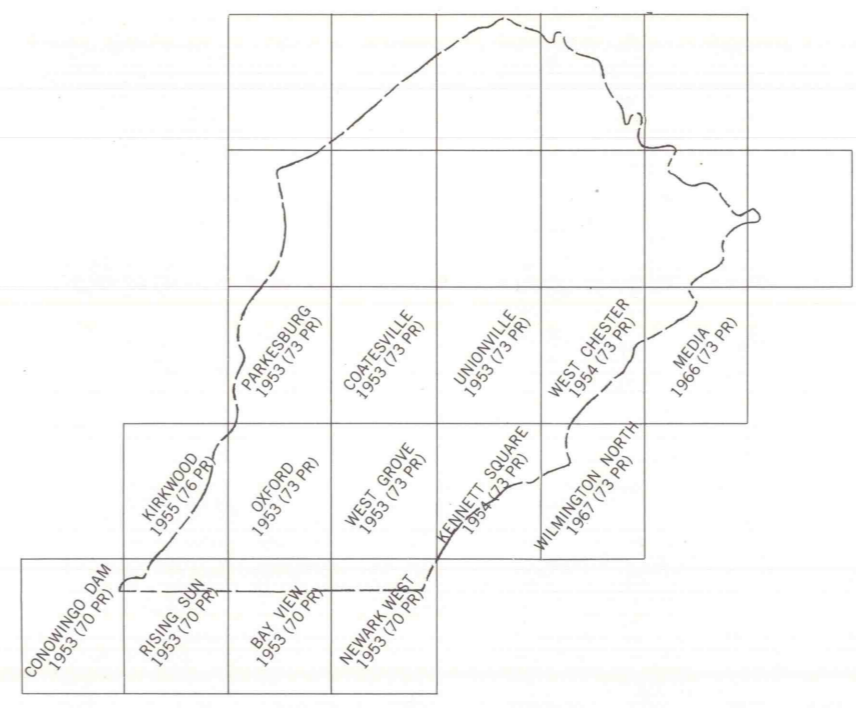 PARKESBURG
1953 (73 PR)
COATESVILLE
1953 (73 PR)
UNIONVILLE
1953 (73 PR)
WEST CHESTER
1954 (73 PR)
MEDIA
1966 (73 PR)
KIRKWOOD
1955 (76 PR)
OXFORD
1953 (73 PR)
WEST GROVE
1953 (73 PR)
KENNETT SQUARE
1954 (73 PR)
WILMINGTON NORTH
1967 (73 PR)
CONOWINGO DAM
1953 (70 PR)
RISING SUN
1953 (70 PR)
BAY VIEW
1953 (70 PR)
NEWARK WEST
1953 (70 PR)